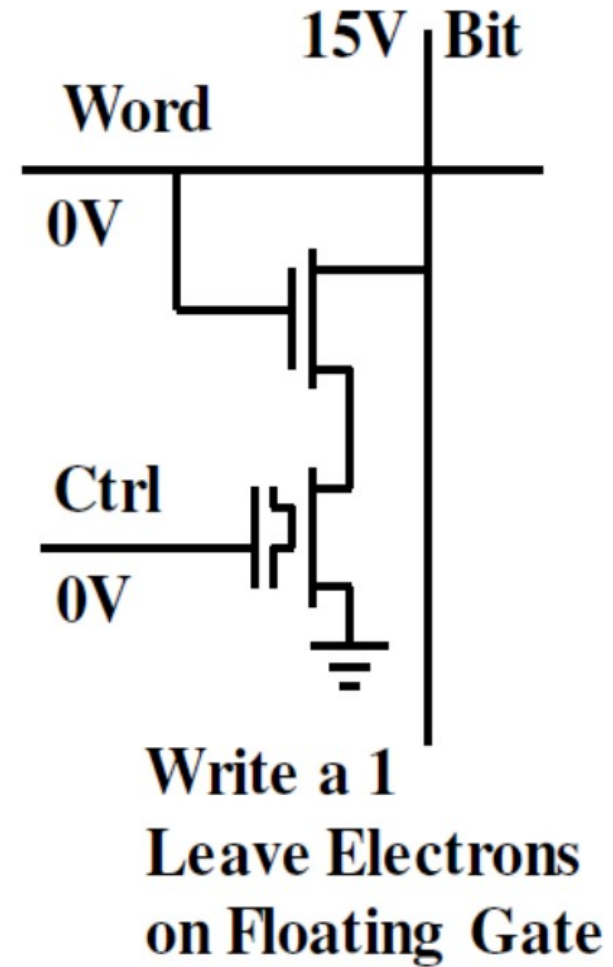 15V Bit
Word
0V
Ctrl
0V
Write a 1
Leave Electrons
on Floating Gate